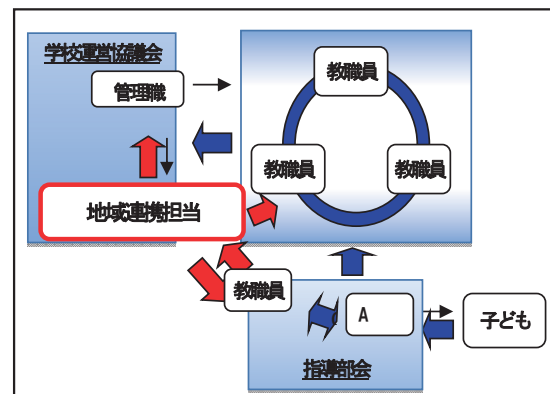 学校運営協議会
管理職
教職員
教職員
教職員
地域連携担当
教職員
A
子ども
指導部会